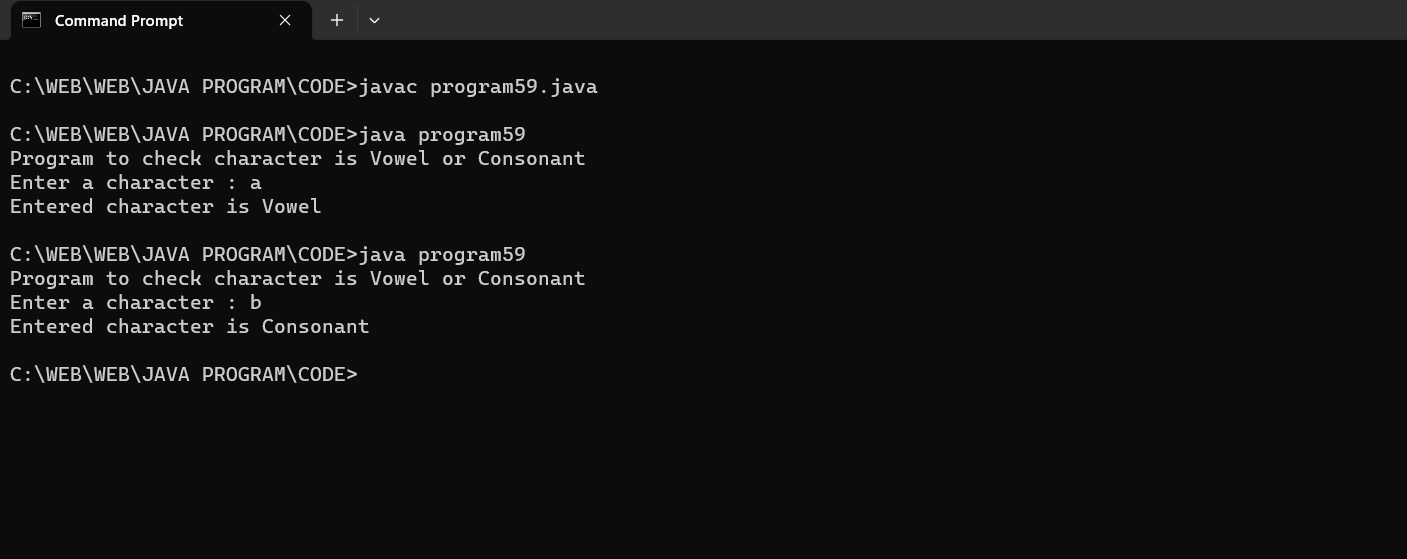 Command Prompt
C:\WEB\WEB\JAVA PROGRAM\CODE>javac program59.java
C:\WEB\WEB\JAVA PROGRAM\CODE>java program59
Program to check character is Vowel or Consonant
Enter a character : a
Entered character is Vowel
C:\WEB\WEB\JAVA PROGRAM\CODE>java program59
Program to check character is Vowel or Consonant
Enter a character : b
Entered character is Consonant
C:\WEB\WEB\JAVA PROGRAM\CODE>